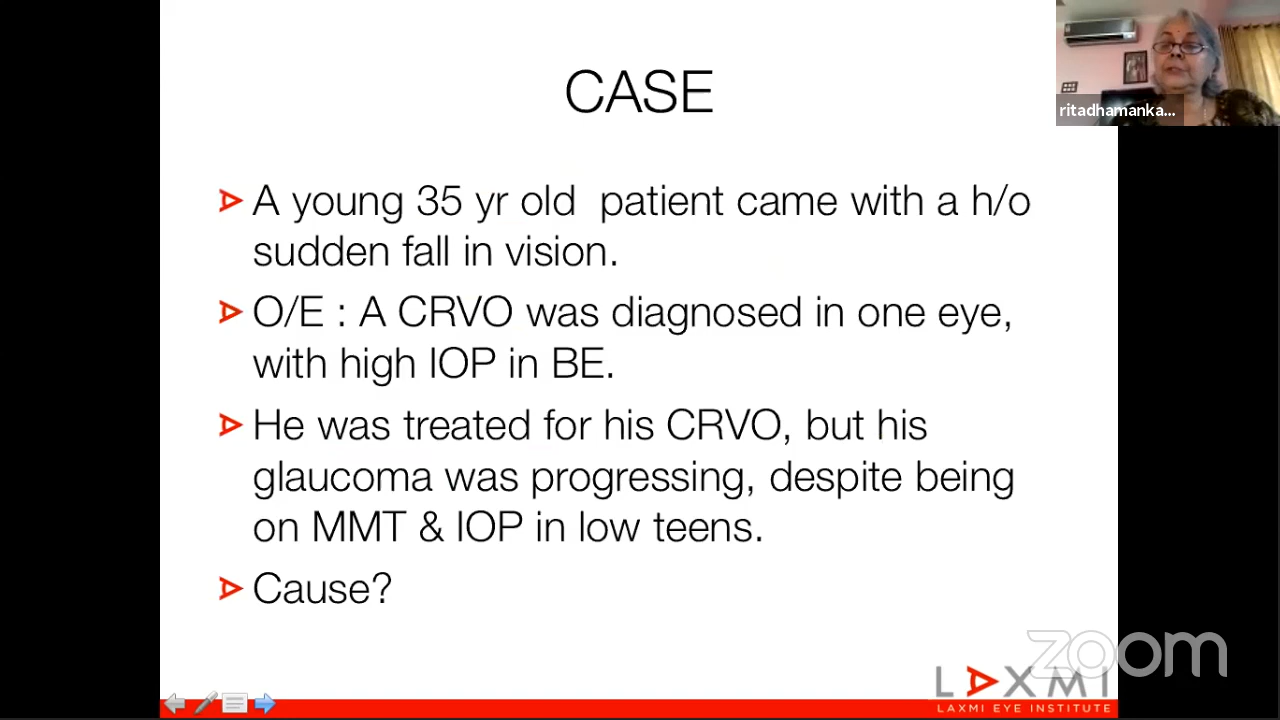 CASE
ritadhamanka...
A young 35 yr old patient came with a h/o
sudden fall in vision.
O/E : A CRVO was diagnosed in one eye,
with high IOP in BE.
He was treated for his CRVO, but his
glaucoma was progressing, despite being
on MMT & IOP in low teens.
Cause?
zoom
LAXMI
LAXMI EYE INSTITUTE